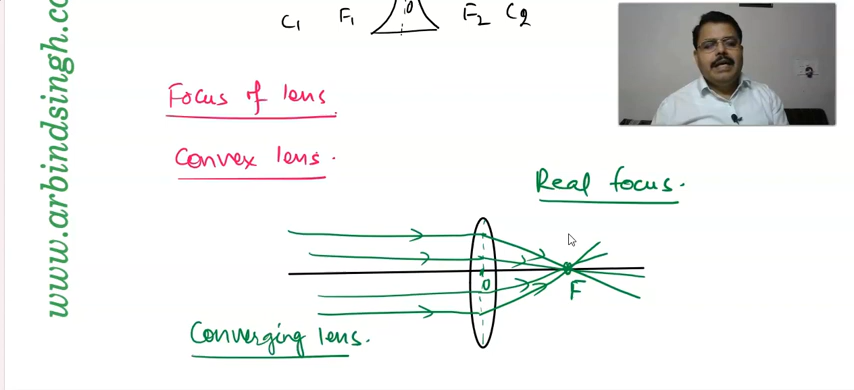 www.arbindsingh.co
O
C1 F1 F2 C2
Focus of lens
Convex lens.
Real focus.
O
F
Converging lens.